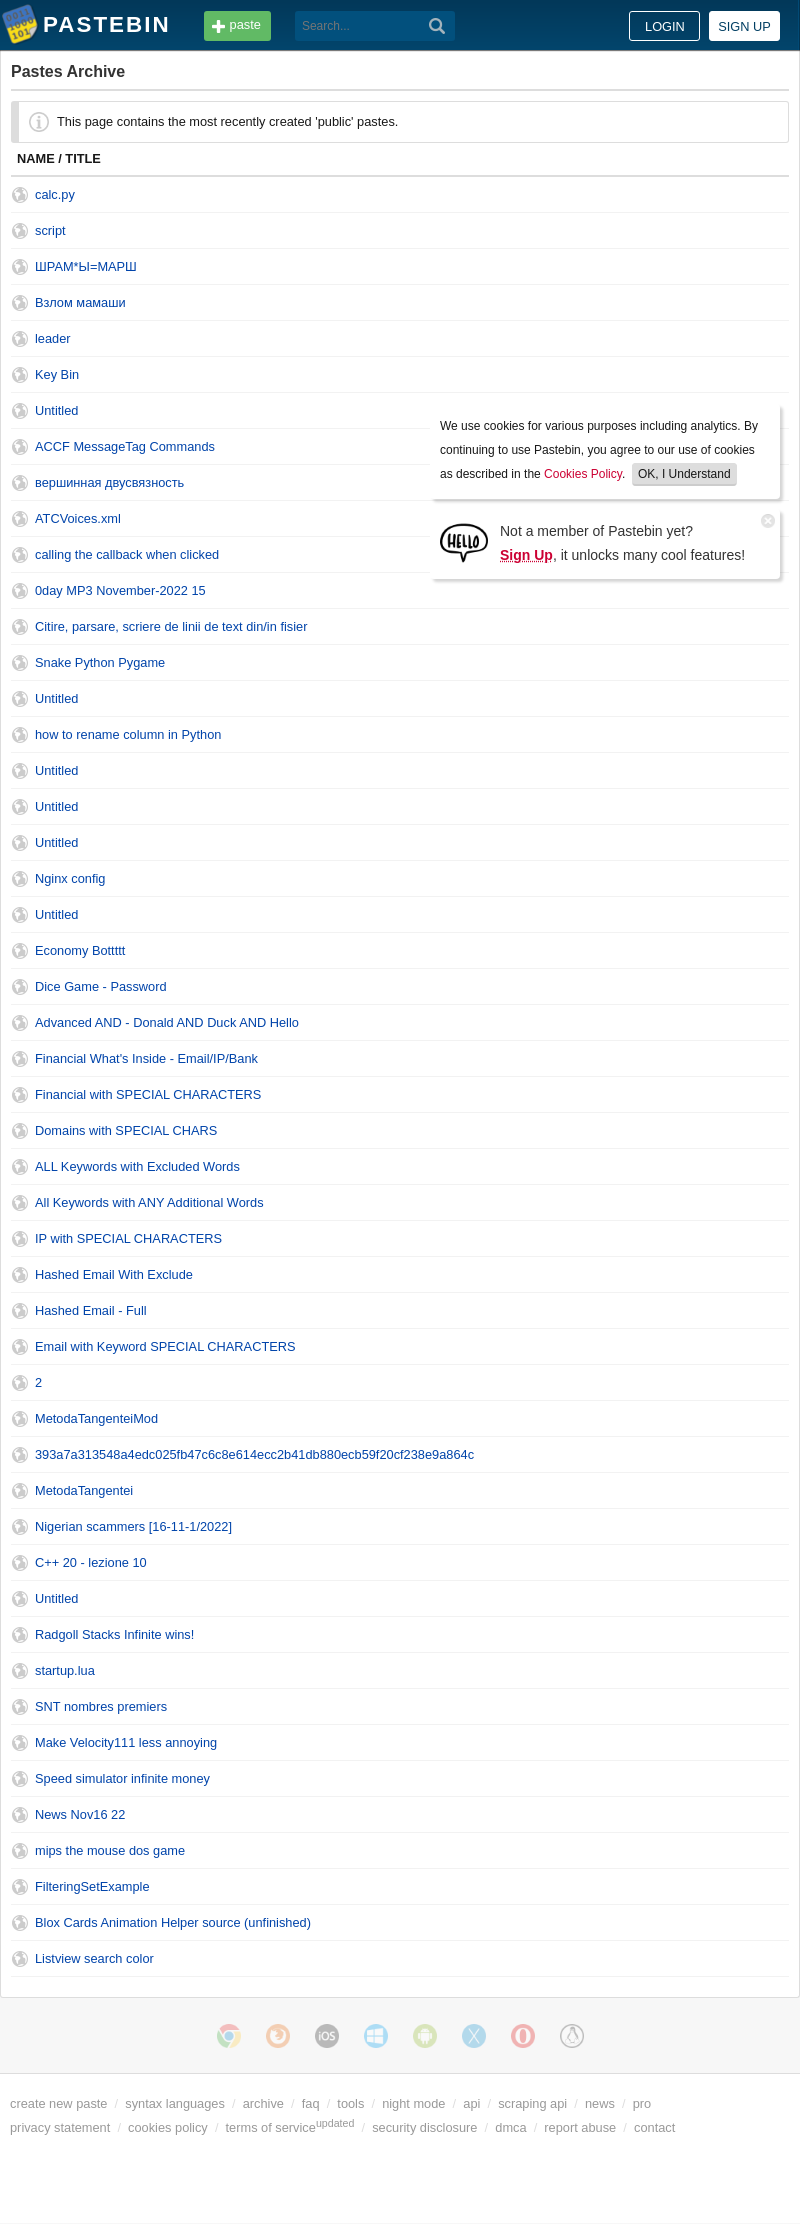 PASTEBIN paste Search... LOGIN SIGN UP
Pastes Archive
This page contains the most recently created 'public' pastes.
NAME / TITLE
calc.py
script
ШРАМ*Ы=МАРШ
Взлом мамаши
leader
Key Bin
Untitled
ACCF MessageTag Commands
вершинная двусвязность
ATCVoices.xml
calling the callback when clicked
0day MP3 November-2022 15
We use cookies for various purposes including analytics. By
continuing to use Pastebin, you agree to our use of cookies
as described in the Cookies Policy. OK, I Understand
HELLO
Not a member of Pastebin yet?
Sign Up, it unlocks many cool features!
Citire, parsare, scriere de linii de text din/in fisier
Snake Python Pygame
Untitled
how to rename column in Python
Untitled
Untitled
Untitled
Nginx config
Untitled
Economy Bottttt
Dice Game - Password
Advanced AND - Donald AND Duck AND Hello
Financial What's Inside - Email/IP/Bank
Financial with SPECIAL CHARACTERS
Domains with SPECIAL CHARS
ALL Keywords with Excluded Words
All Keywords with ANY Additional Words
IP with SPECIAL CHARACTERS
Hashed Email With Exclude
Hashed Email - Full
Email with Keyword SPECIAL CHARACTERS
2
MetodaTangenteiMod
393a7a313548a4edc025fb47c6c8e614ecc2b41db880ecb59f20cf238e9a864c
MetodaTangentei
Nigerian scammers [16-11-1/2022]
C++ 20 - lezione 10
Untitled
Radgoll Stacks Infinite wins!
startup.lua
SNT nombres premiers
Make Velocity111 less annoying
Speed simulator infinite money
News Nov16 22
mips the mouse dos game
FilteringSetExample
Blox Cards Animation Helper source (unfinished)
Listview search color
iOS
create new paste / syntax languages / archive / faq / tools / night mode / api / scraping api / news / pro
privacy statement / cookies policy / terms of service updated / security disclosure / dmca / report abuse / contact